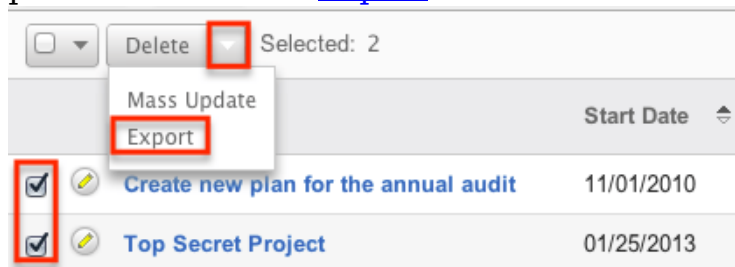 Delete Selected: 2
Mass Update
Export
Start Date
Create new plan for the annual audit 11/01/2010
Top Secret Project 01/25/2013